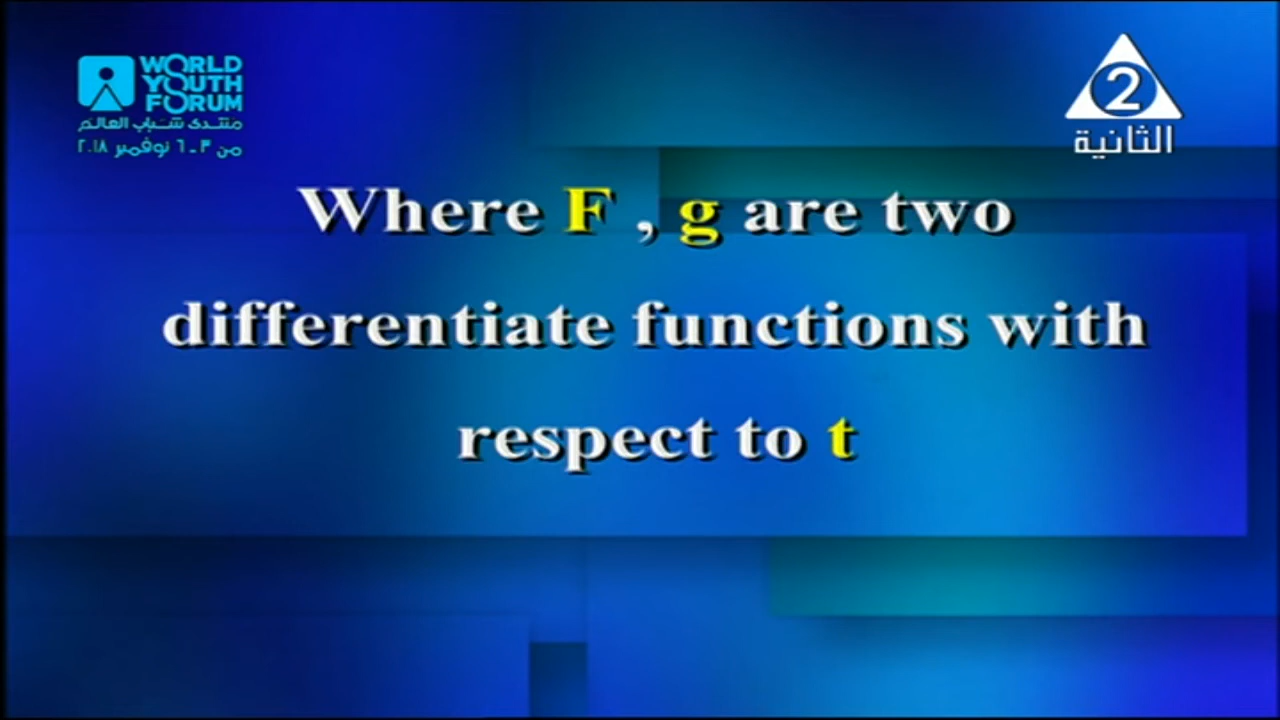 WORLD
YOUTH
FORUM
منتدى شباب العالم
من ٣ - ٦ نوفمبر ٢٠١٨
2
الثانية
Where F , g are two
differentiate functions with
respect to t